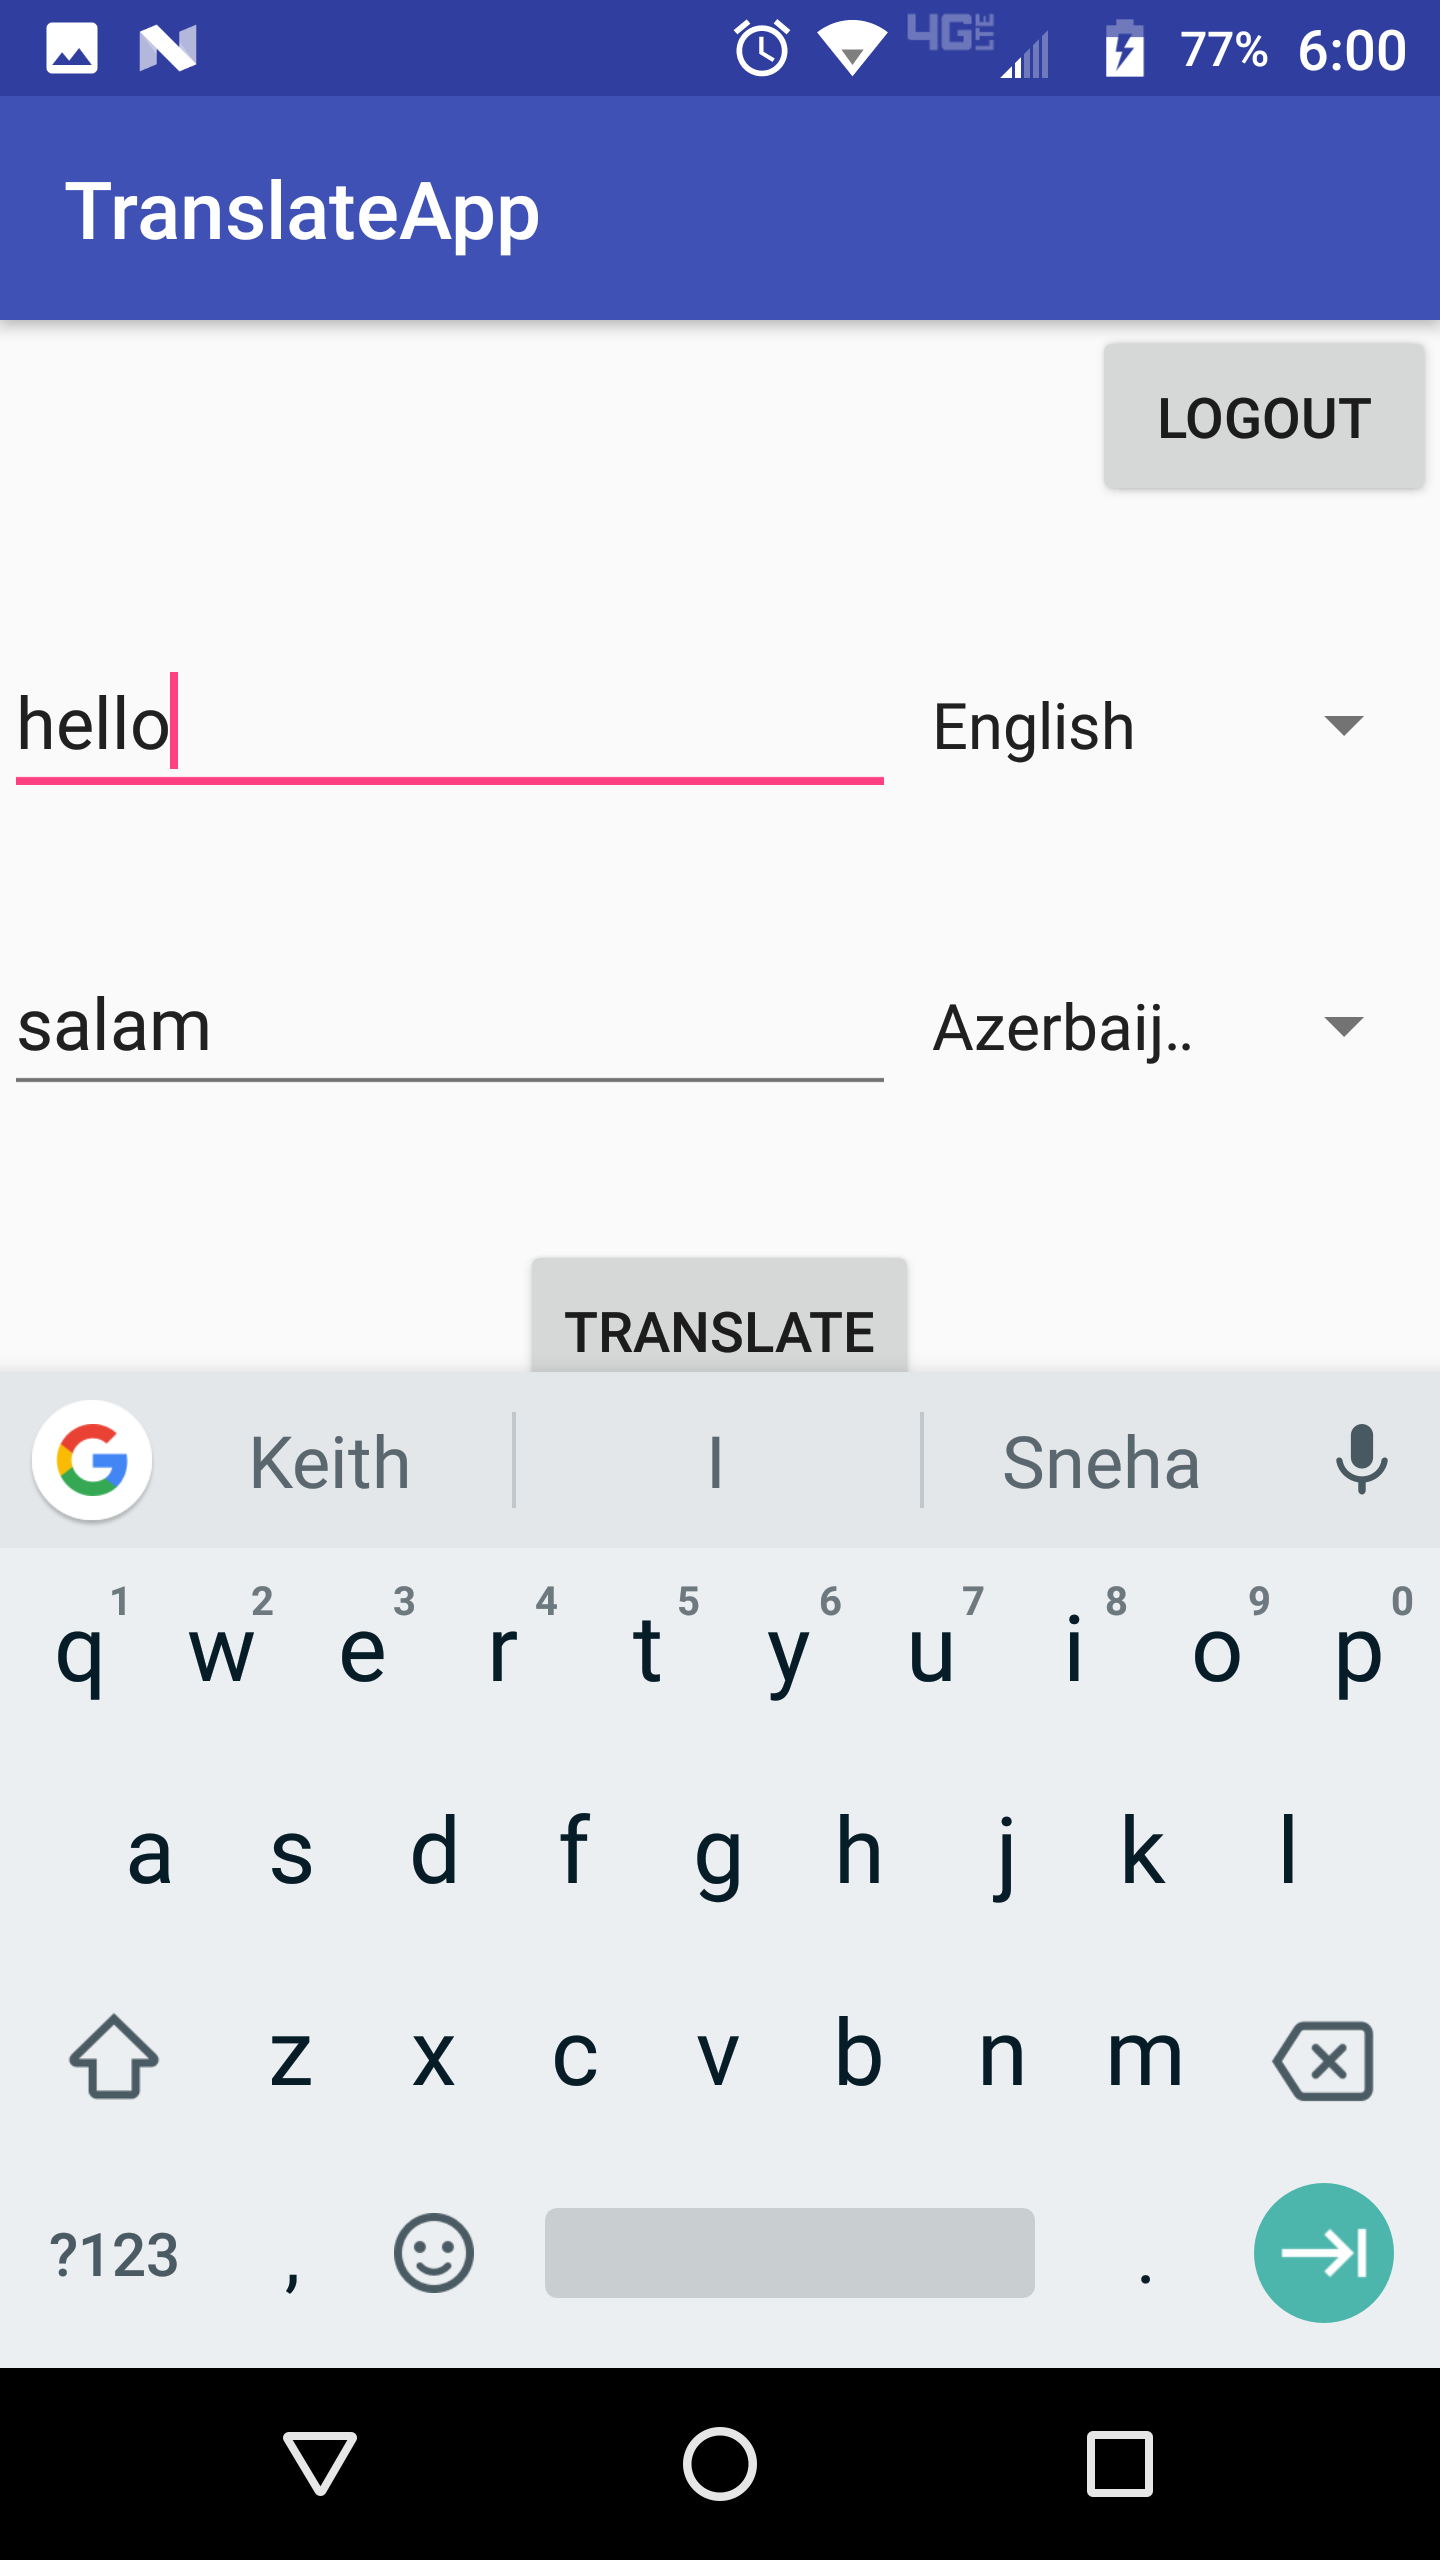 4G LTE 77% 6:00
TranslateApp
LOGOUT
hello English
salam Azerbaij..
TRANSLATE
G Keith I Sneha
1 2 3 4 5 6 7 8 9 0
q w e r t y u i o p
a s d f g h j k l
z x c v b n m
?123 , .